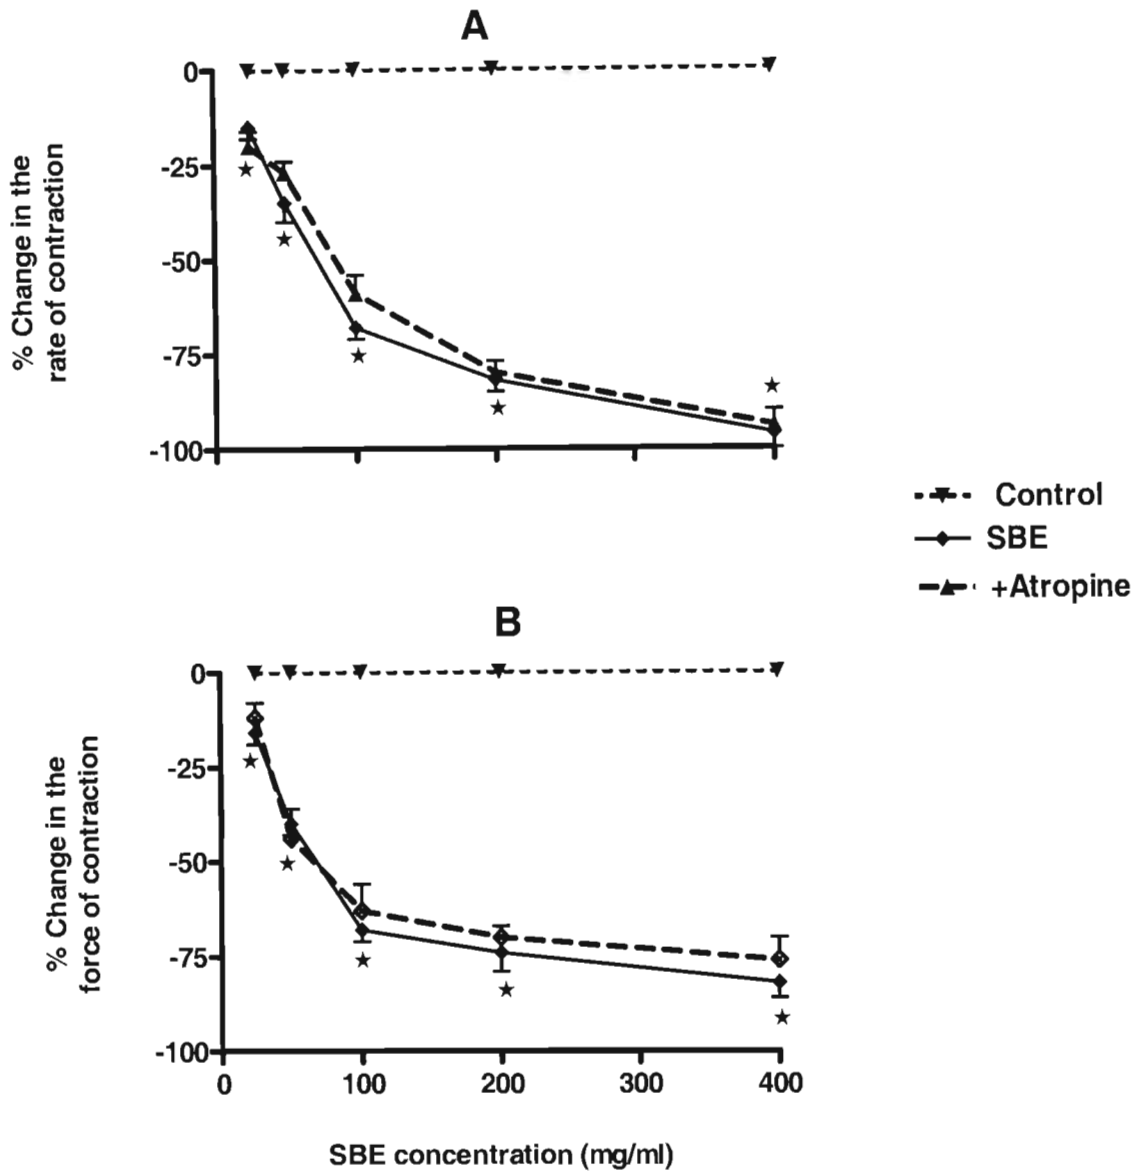 A
0
-25
-50
-75
-100
% Change in the
rate of contraction
Control
SBE
+Atropine
B
0
-25
-50
-75
-100
% Change in the
force of contraction
0 100 200 300 400
SBE concentration (mg/ml)